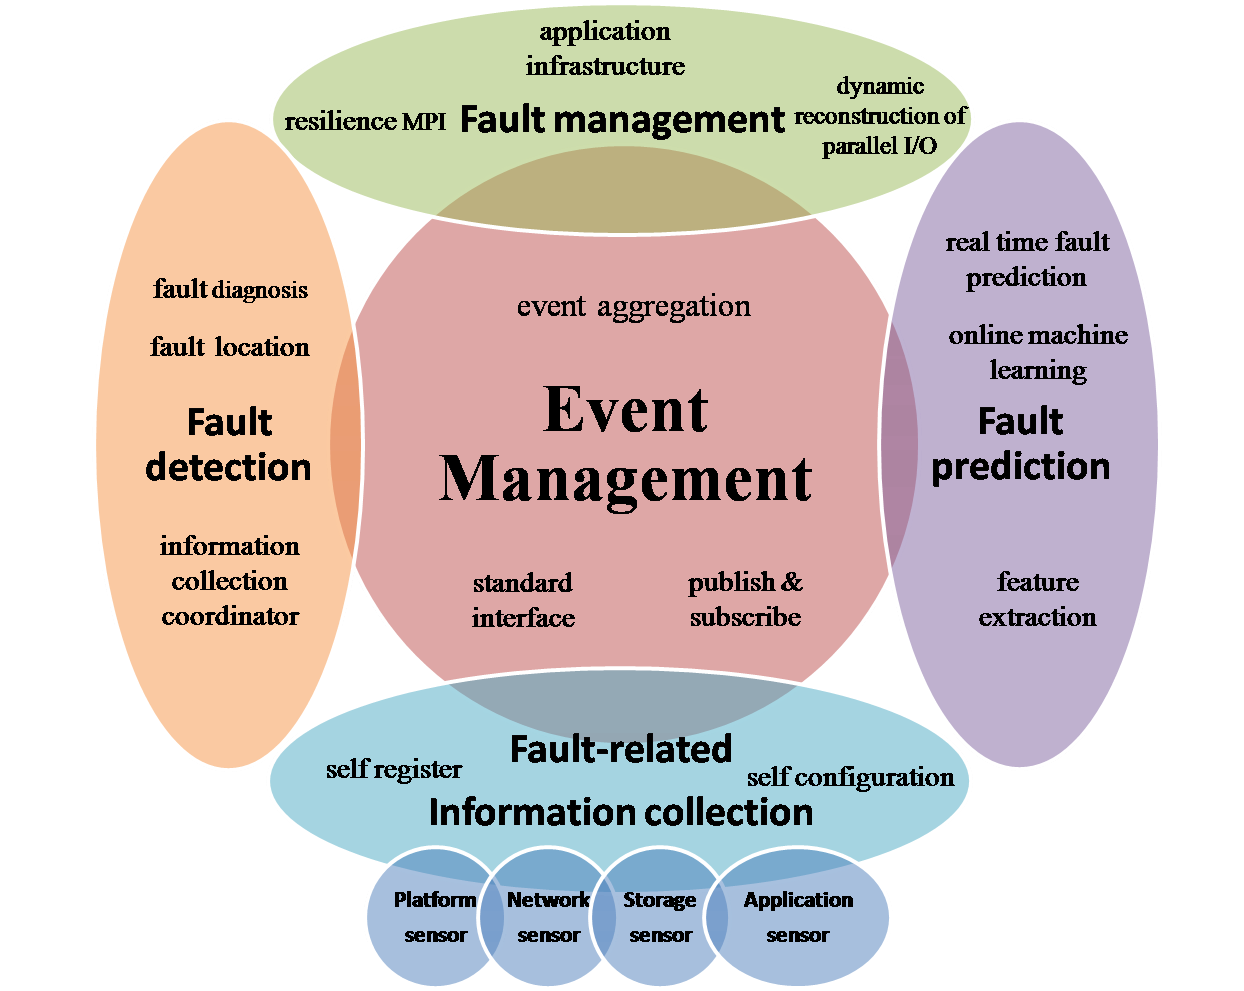 application
infrastructure
resilience MPI
Fault management
dynamic
reconstruction of
parallel I/O
fault diagnosis
fault location
Fault
detection
information
collection
coordinator
event aggregation
Event
Management
standard
interface
publish &
subscribe
real time fault
prediction
online machine
learning
Fault
prediction
feature
extraction
Fault-related
self register
self configuration
Information collection
Platform
sensor
Network
sensor
Storage
sensor
Application
sensor